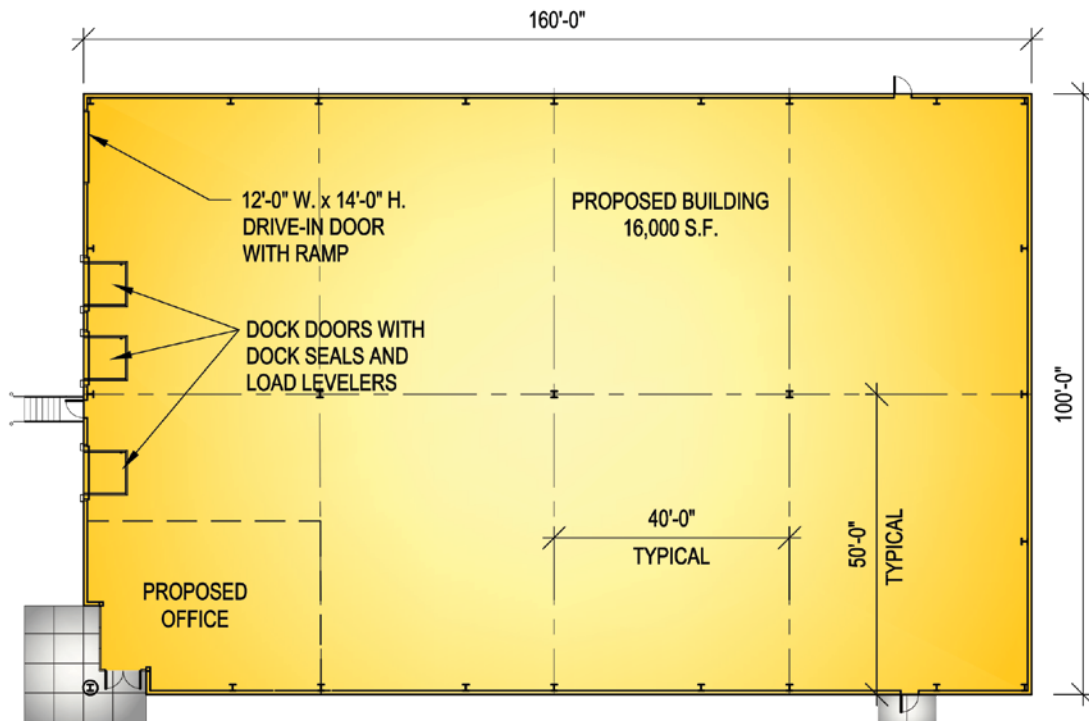 160'-0"
12'-0" W. x 14'-0" H.
DRIVE-IN DOOR
WITH RAMP
PROPOSED BUILDING
16,000 S.F.
DOCK DOORS WITH
DOCK SEALS AND
LOAD LEVELERS
100'-0"
40'-0"
TYPICAL
50'-0"
TYPICAL
PROPOSED
OFFICE